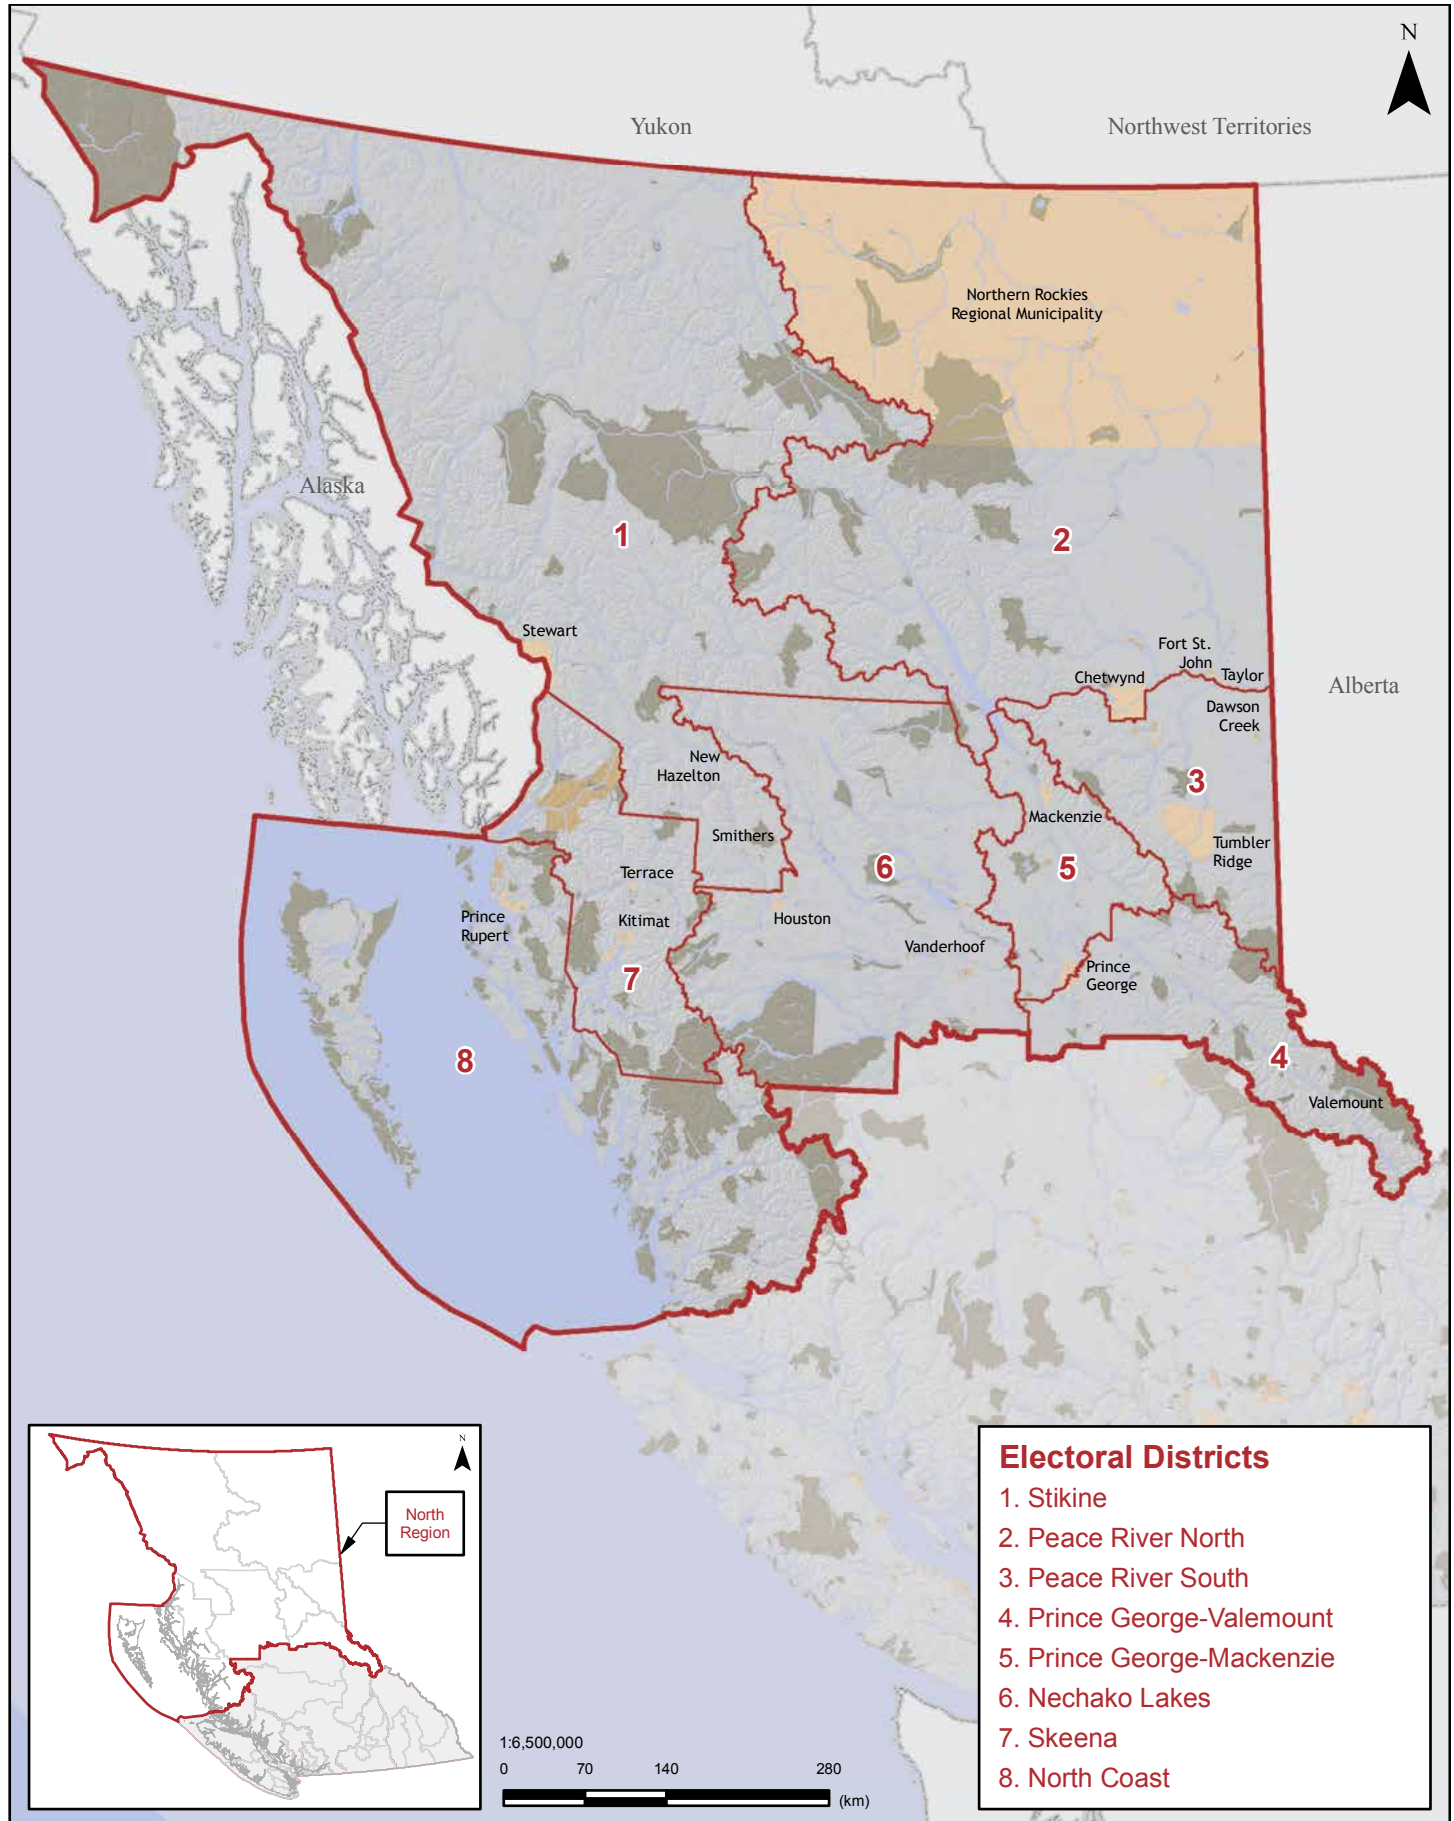 N
Yukon
Northwest Territories
Northern Rockies
Regional Municipality
Alaska
1
2
Stewart
Fort St.
John
Taylor
Chetwynd
Alberta
Dawson
Creek
New
Hazelton
3
Mackenzie
Smithers
Tumbler
Ridge
6
5
Terrace
Prince
Rupert
Kitimat
Houston
Vanderhoof
Prince
George
7
8
4
Valemount
N
North
Region
1:6,500,000
0 70 140 280
(km)
Electoral Districts
1. Stikine
2. Peace River North
3. Peace River South
4. Prince George-Valemount
5. Prince George-Mackenzie
6. Nechako Lakes
7. Skeena
8. North Coast